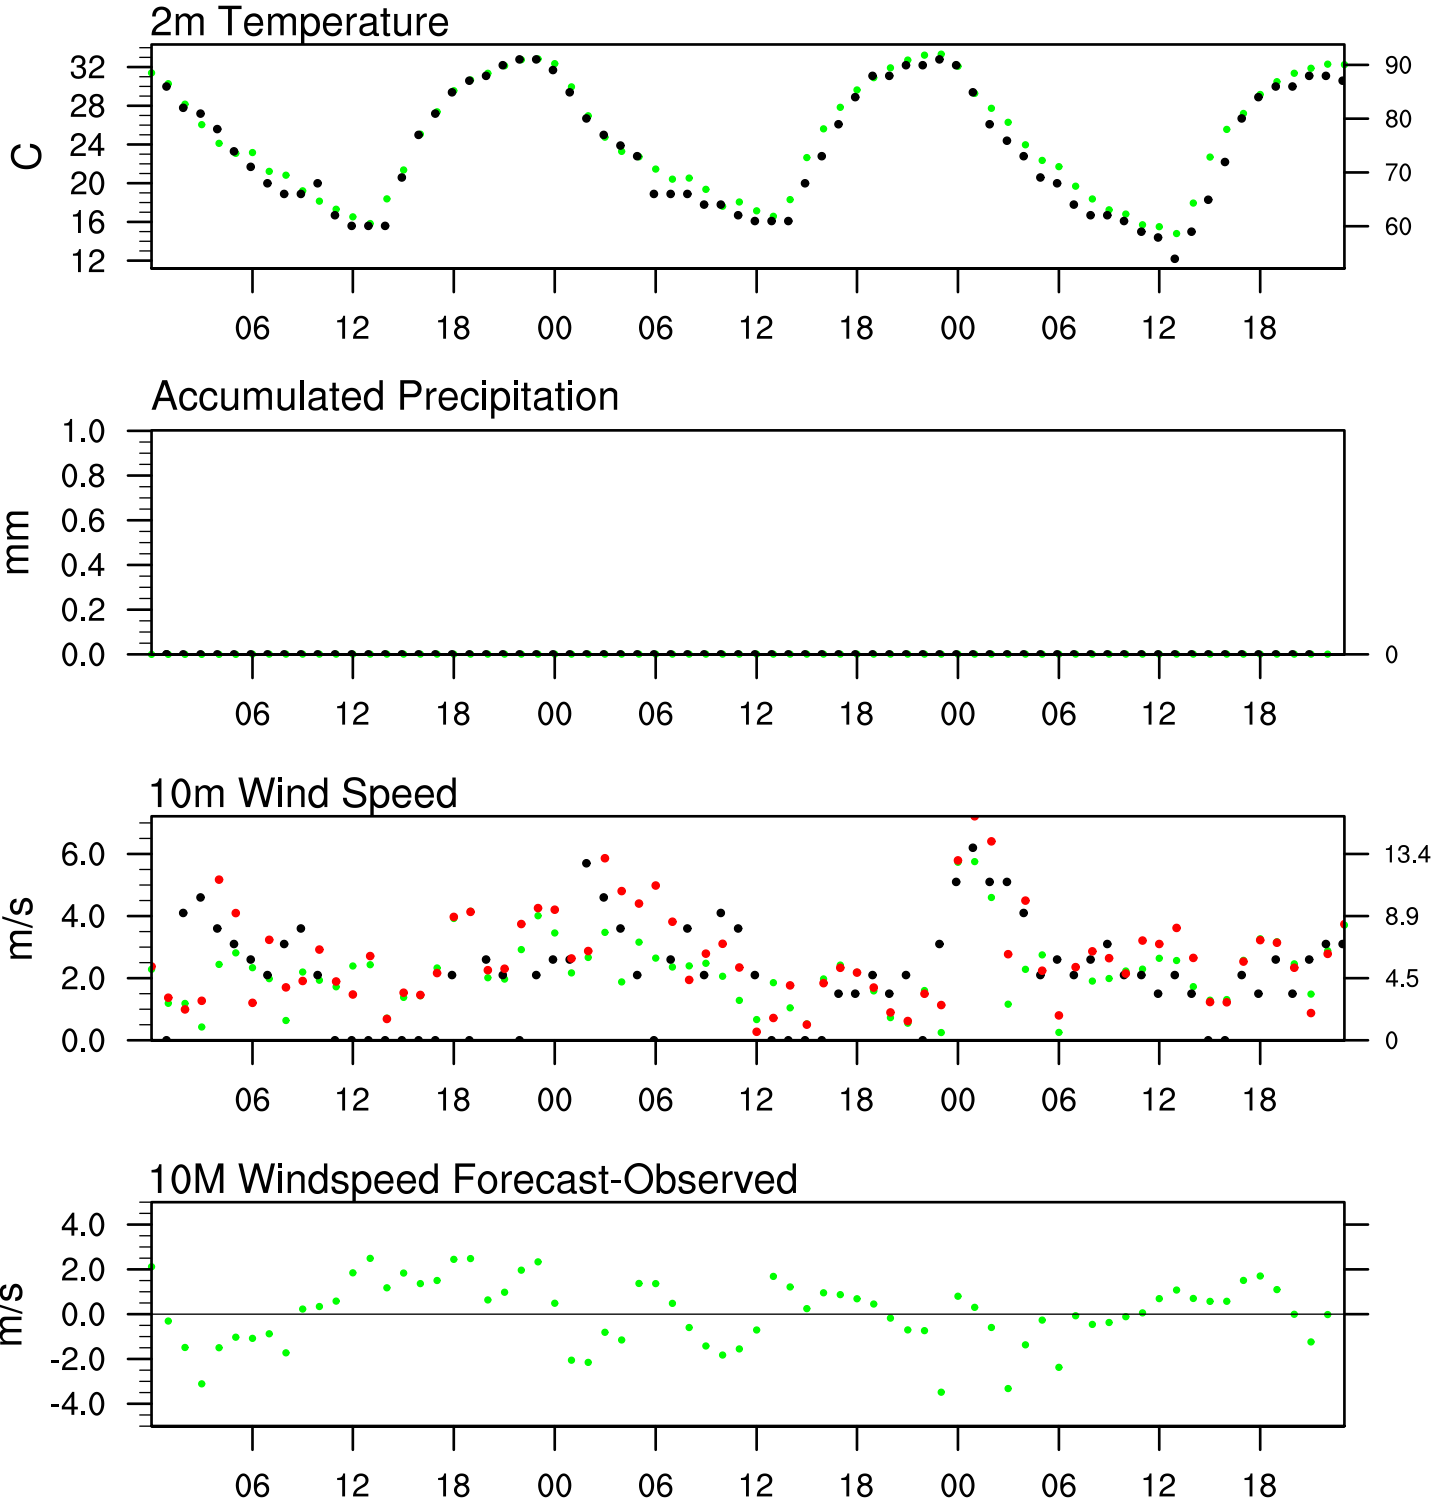 2m Temperature
32 90
28 80
24
C
20 70
16 60
12
06 12 18 00 06 12 18 00 06 12 18
Accumulated Precipitation
1.0
0.8
0.6
mm
0.4
0.2
0.0 0
06 12 18 00 06 12 18 00 06 12 18
10m Wind Speed
6.0 13.4
4.0 8.9
m/s
2.0 4.5
0.0 0
06 12 18 00 06 12 18 00 06 12 18
10M Windspeed Forecast-Observed
4.0
2.0
0.0
m/s
-2.0
-4.0
06 12 18 00 06 12 18 00 06 12 18